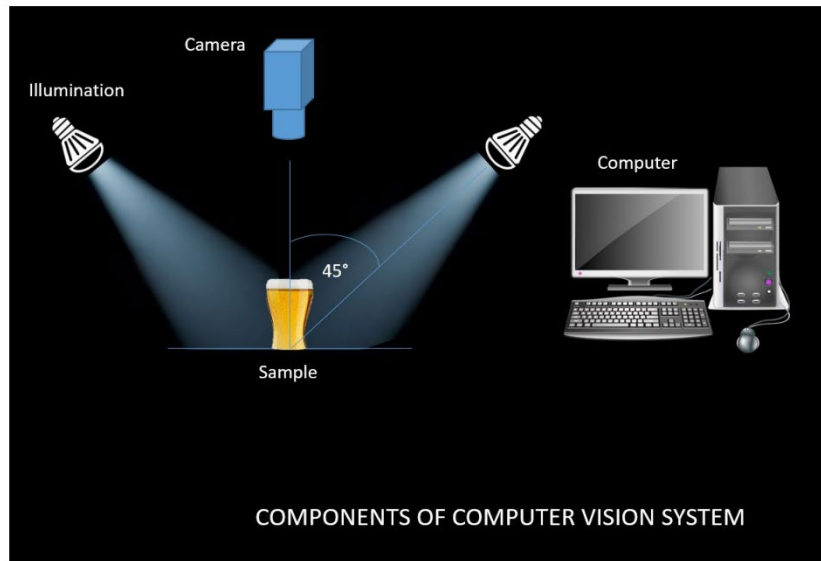 Camera
Illumination
Computer
45°
Sample
COMPONENTS OF COMPUTER VISION SYSTEM